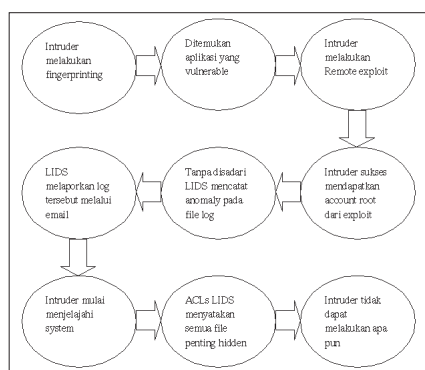 Intruder
melakukan
fingerprinting
Ditemukan
aplikasi yang
vulnerable
Intruder
melakukan
Remote exploit
Intruder sukses
mendapatkan
account root
dari exploit
Tanpa disadari
LIDS mencatat
anomaly pada
file log
LIDS
melaporkan log
tersebut melalui
email
Intruder mulai
menjelajahi
system
ACLs LIDS
menyatakan
semua file
penting hidden
Intruder tidak
dapat
melakukan apa
pun